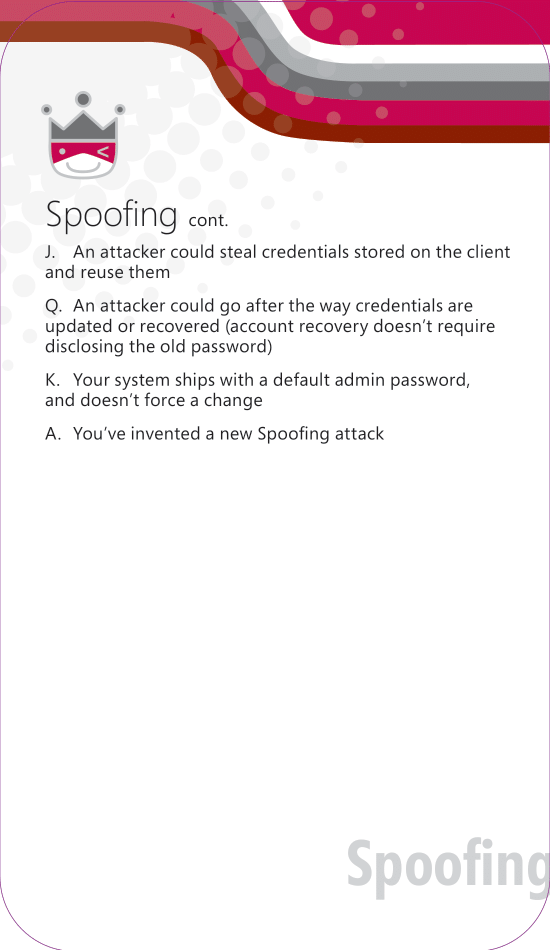 Spoofing cont.
J. An attacker could steal credentials stored on the client
and reuse them
Q. An attacker could go after the way credentials are
updated or recovered (account recovery doesn’t require
disclosing the old password)
K. Your system ships with a default admin password,
and doesn’t force a change
A. You’ve invented a new Spoofing attack
Spoofing